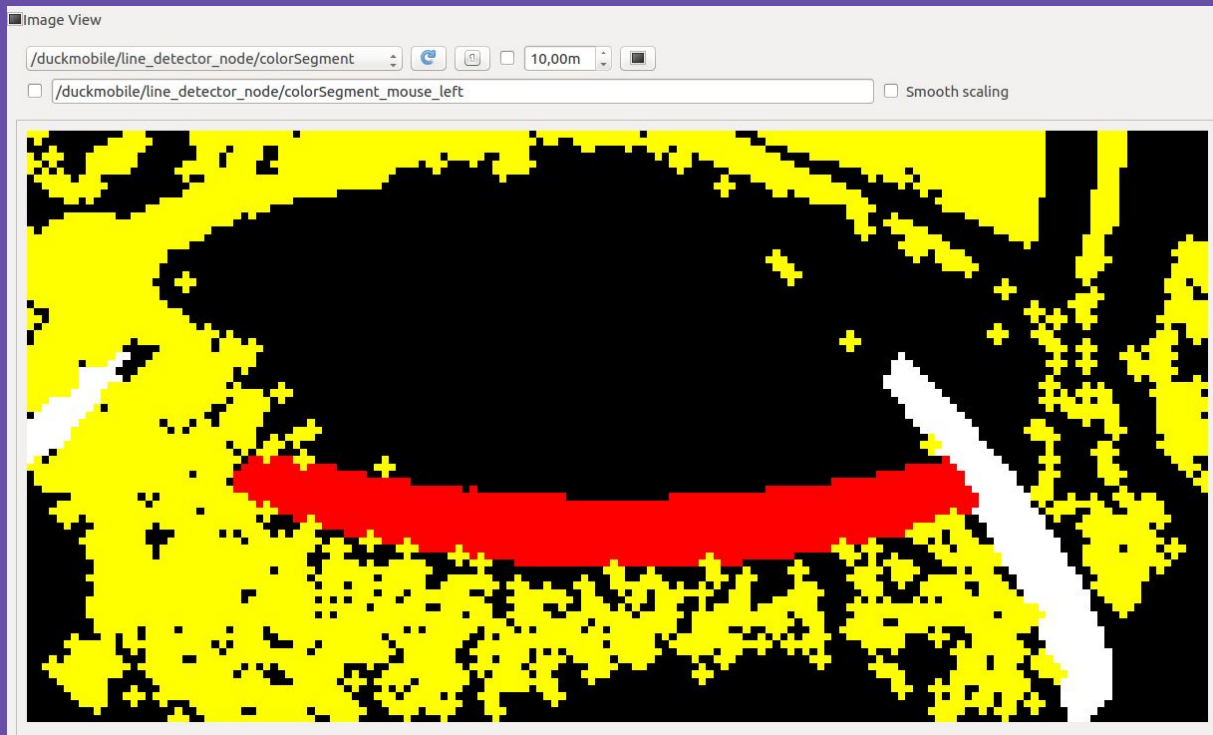 Image View
/duckmobile/line_detector_node/colorSegment
10,00m
/duckmobile/line_detector_node/colorSegment_mouse_left
Smooth scaling